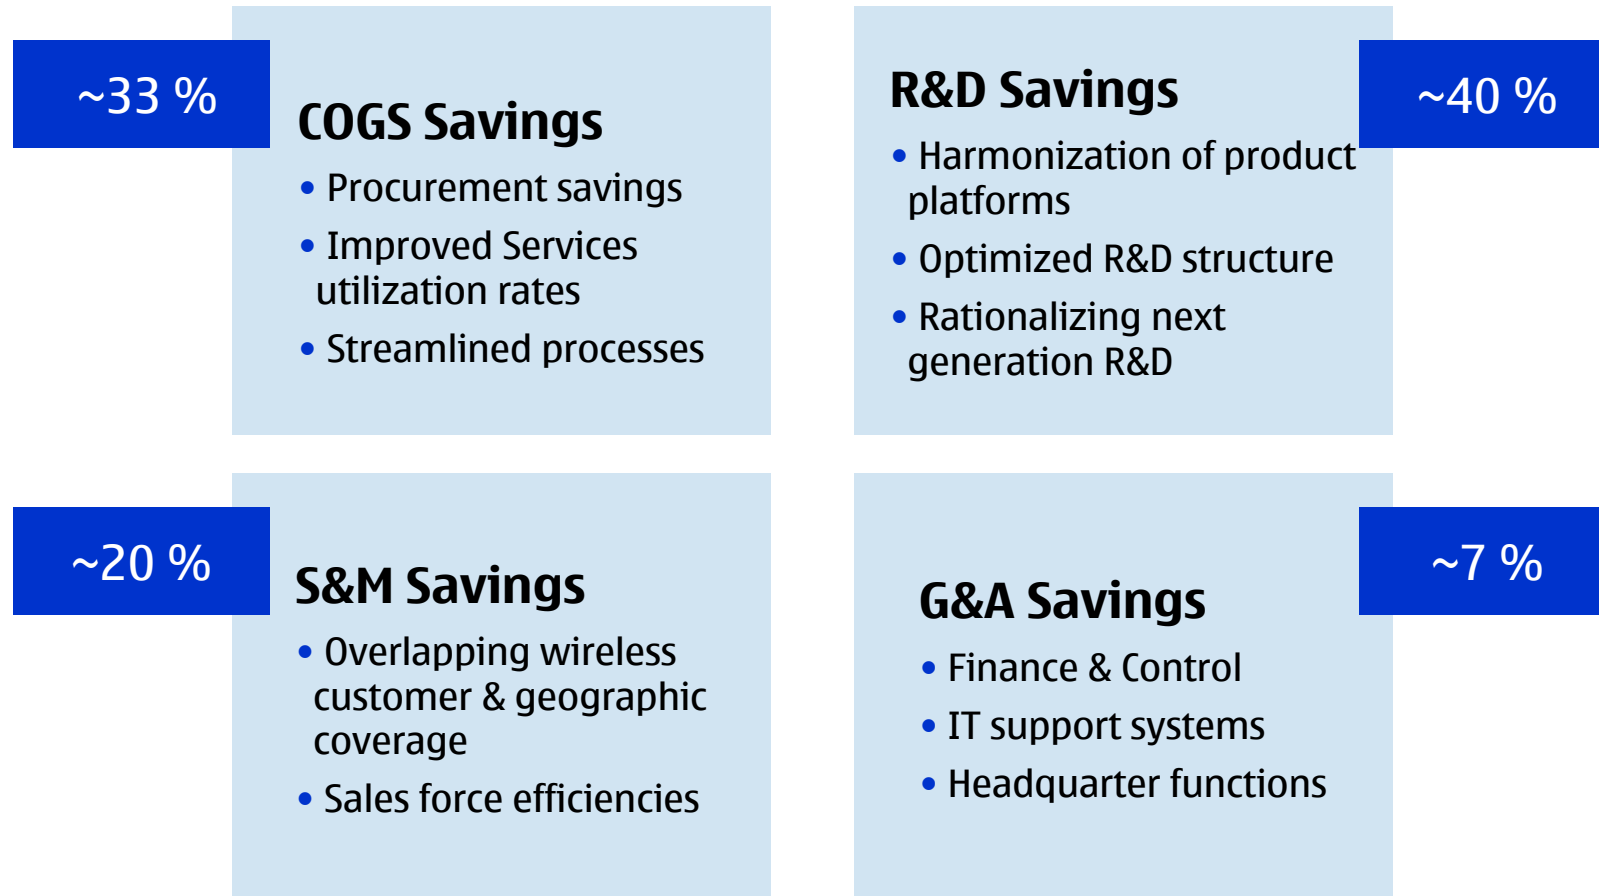 ~33 %
COGS Savings
• Procurement savings
• Improved Services
utilization rates
• Streamlined processes
R&D Savings
~40 %
• Harmonization of product
platforms
• Optimized R&D structure
• Rationalizing next
generation R&D
~20 %
S&M Savings
• Overlapping wireless
customer & geographic
coverage
• Sales force efficiencies
~7 %
G&A Savings
• Finance & Control
• IT support systems
• Headquarter functions